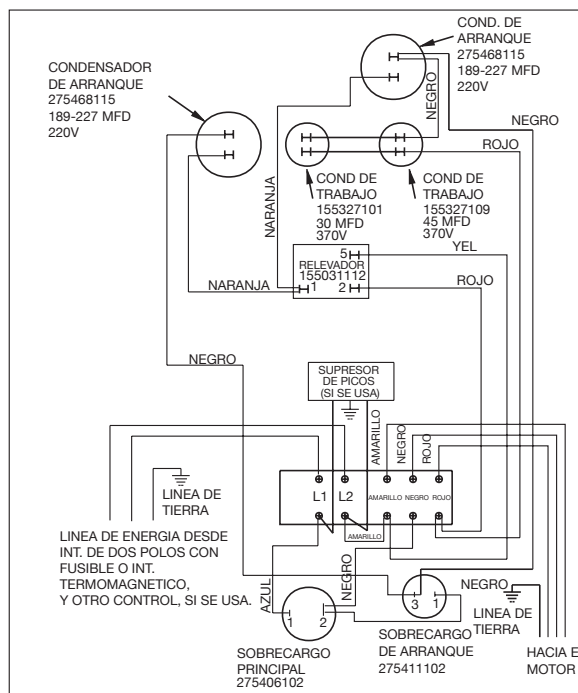 COND. DE
ARRANQUE
275468115
189-227 MFD
220V
CONDENSADOR
DE ARRANQUE
275468115
189-227 MFD
220V
NEGRO
NEGRO
ROJO
NARANJA
COND DE
TRABAJO
155327101
30 MFD
370V
COND DE
TRABAJO
155327109
45 MFD
370V
YEL
5
RELEVADOR
155031112
1
2
ROJO
NARANJA
NEGRO
SUPRESOR
DE PICOS
(SI SE USA)
AMARILLO
NEGRO
ROJO
L1
L2
AMARILLO
NEGRO
ROJO
AMARILLO
LINEA DE
TIERRA
LINEA DE ENERGIA DESDE
INT. DE DOS POLOS CON
FUSIBLE O INT.
TERMOMAGNETICO,
Y OTRO CONTROL, SI SE USA.
AZUL
NEGRO
1
2
3
1
NEGRO
LINEA DE
TIERRA
SOBRECARGO
PRINCIPAL
275406102
SOBRECARGO
DE ARRANQUE
275411102
HACIA E
MOTOR